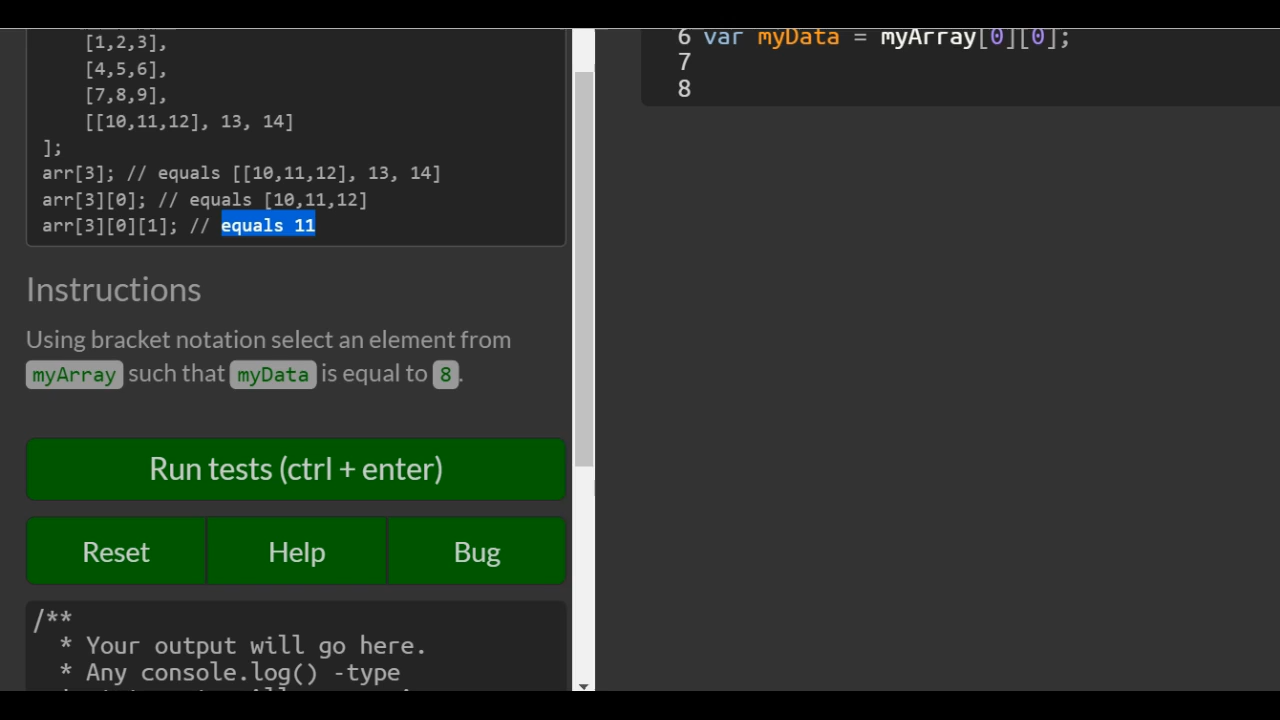 [1,2,3],
[4,5,6],
[7,8,9],
[[10,11,12], 13, 14]
];
arr[3]; // equals [[10,11,12], 13, 14]
arr[3][0]; // equals [10,11,12]
arr[3][0][1]; // equals 11
Instructions
Using bracket notation select an element from
myArray such that myData is equal to 8.
Run tests (ctrl + enter)
Reset Help Bug
/**
* Your output will go here.
* Any console.log() -type
6 var myData = myArray[0][0];
7
8